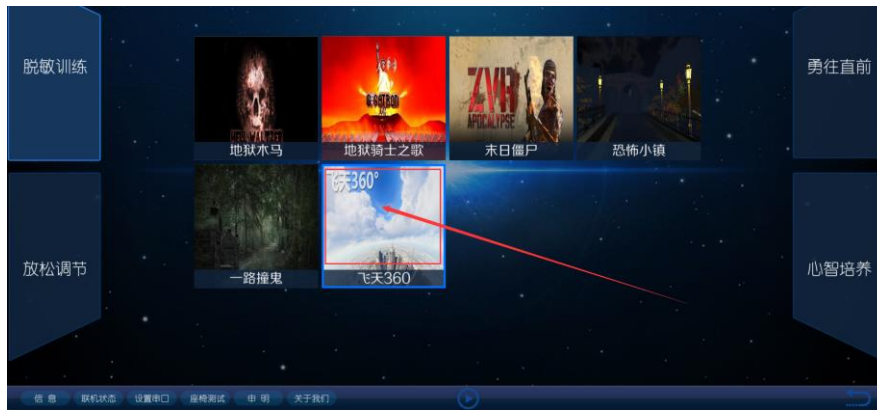 脱敏训练
勇往直前
ZVR
APOCALYPSE
地狱木马
地狱骑士之歌
末日僵尸
恐怖小镇
飞天360°
放松调节
心智培养
一路撞鬼
飞天360
信 息
联机状态
设置串口
座椅测试
申 明
关于我们